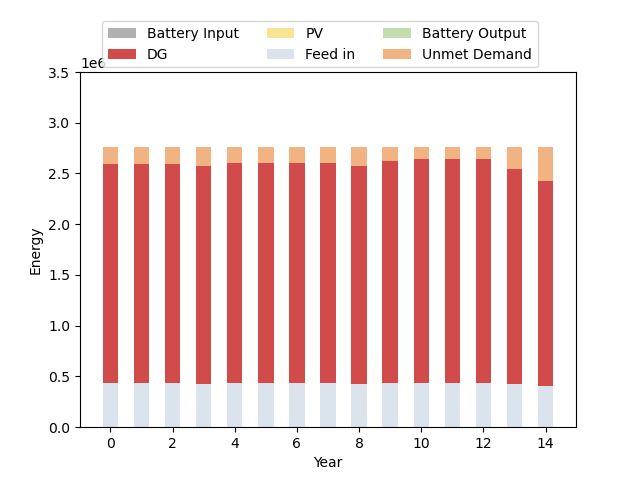 Battery Input PV Battery Output
DG Feed in Unmet Demand
1e6
3.5
3.0
2.5
2.0
1.5
1.0
0.5
0.0
Energy
0 2 4 6 8 10 12 14
Year